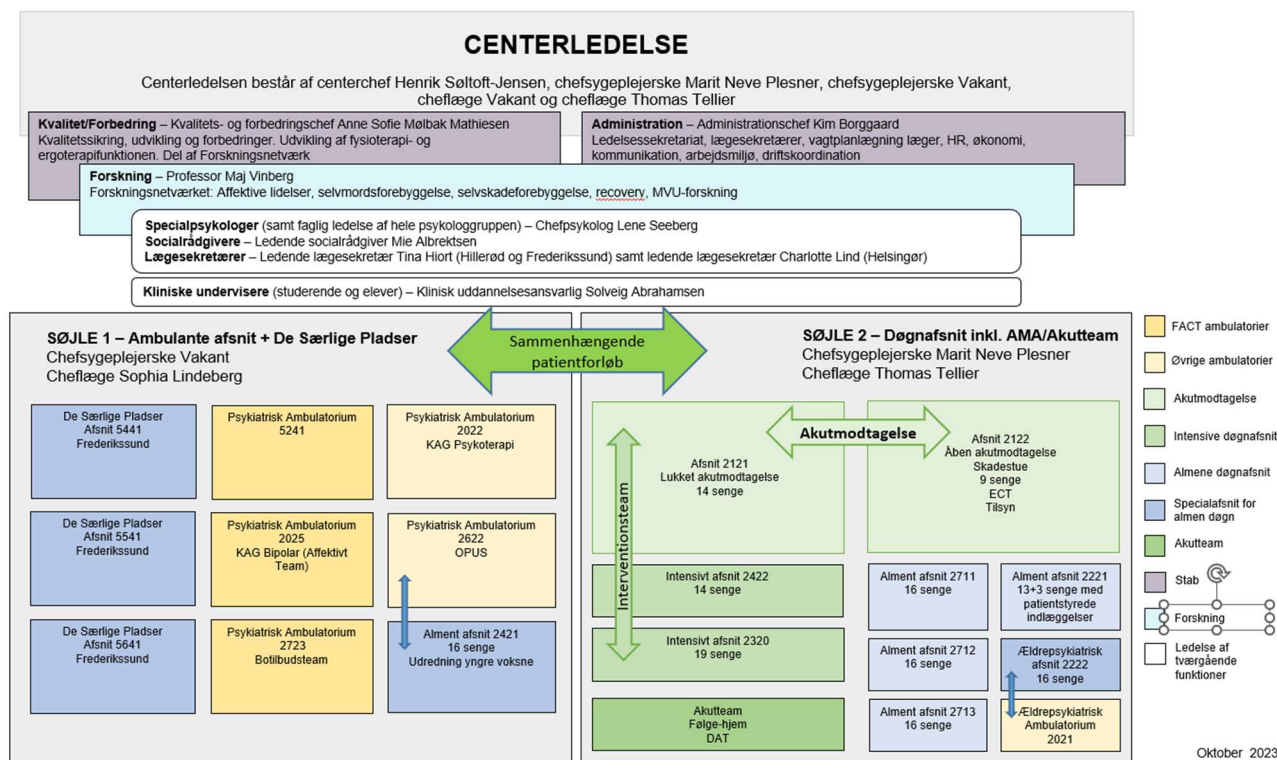 CENTERLEDELSE
Centerledelsen består af centerchef Henrik Søltoft-Jensen, chefsygeplejerske Marit Neve Plesner, chefsygeplejerske Vakant,
cheflæge Vakant og cheflæge Thomas Tellier
Kvalitet/Forbedring – Kvalitets- og forbedringschef Anne Sofie Mølbak Mathiesen
Kvalitetssikring, udvikling og forbedringer. Udvikling af fysioterapi- og
ergoterapifunktionen. Del af Forskningsnetværk
Administration – Administrationschef Kim Borggaard
Ledelsessekretariat, lægesekretærer, vagtplanlægning læger, HR, økonomi,
kommunikation, arbejdsmiljø, driftskoordination
Forskning – Professor Maj Vinberg
Forskningsnetværket: Affektive lidelser, selvmordsforebyggelse, selvskadeforebyggelse, recovery, MVU-forskning
Specialpsykologer (samt faglig ledelse af hele psykologgruppen) – Chefpsykolog Lene Seeberg
Socialrådgivere – Ledende socialrådgiver Mie Albrektsen
Lægesekretærer – Ledende lægesekretær Tina Hiort (Hillerød og Frederikssund) samt ledende lægesekretær Charlotte Lind (Helsingør)
Kliniske undervisere (studerende og elever) – Klinisk uddannelsesansvarlig Solveig Abrahamsen
SØJLE 1 – Ambulante afsnit + De Særlige Pladser
Chefsygeplejerske Vakant
Cheflæge Sophia Lindeberg
Sammenhængende
patientforløb
SØJLE 2 – Døgnafsnit inkl. AMA/Akutteam
Chefsygeplejerske Marit Neve Plesner
Cheflæge Thomas Tellier
De Særlige Pladser
Afsnit 5441
Frederikssund
Psykiatrisk Ambulatorium
5241
Psykiatrisk Ambulatorium
2022
KAG Psykoterapi
De Særlige Pladser
Afsnit 5541
Frederikssund
Psykiatrisk Ambulatorium
2025
KAG Bipolar (Affektivt
Team)
Psykiatrisk Ambulatorium
2622
OPUS
De Særlige Pladser
Afsnit 5641
Frederikssund
Psykiatrisk Ambulatorium
2723
Botilbudsteam
Alment afsnit 2421
16 senge
Udredning yngre voksne
Interventionsteam
Afsnit 2121
Lukket akutmodtagelse
14 senge
Akutmodtagelse
Afsnit 2122
Åben akutmodtagelse
Skadestue
9 senge
ECT
Tilsyn
Intensivt afsnit 2422
14 senge
Intensivt afsnit 2320
19 senge
Akutteam
Følge-hjem
DAT
Alment afsnit 2711
16 senge
Alment afsnit 2221
13+3 senge med
patientstyrede
indlæggelser
Alment afsnit 2712
16 senge
Ældrepsykiatrisk
afsnit 2222
16 senge
Alment afsnit 2713
16 senge
Ældrepsykiatrisk
Ambulatorium
2021
FACT ambulatorier
Øvrige ambulatorier
Akutmodtagelse
Intensive døgnafsnit
Almene døgnafsnit
Specialafsnit for
almen døgn
Akutteam
Stab
Forskning
Ledelse af
tværgående
funktioner
Oktober 2023